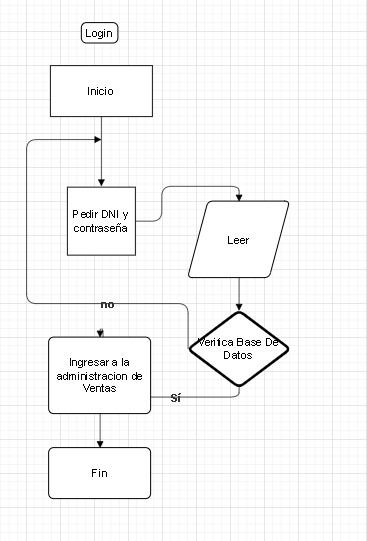 Login
Inicio
Pedir DNI y
contraseña
Leer
no
Verifica Base De
Datos
Ingresar a la
administracion de
Ventas
Sí
Fin